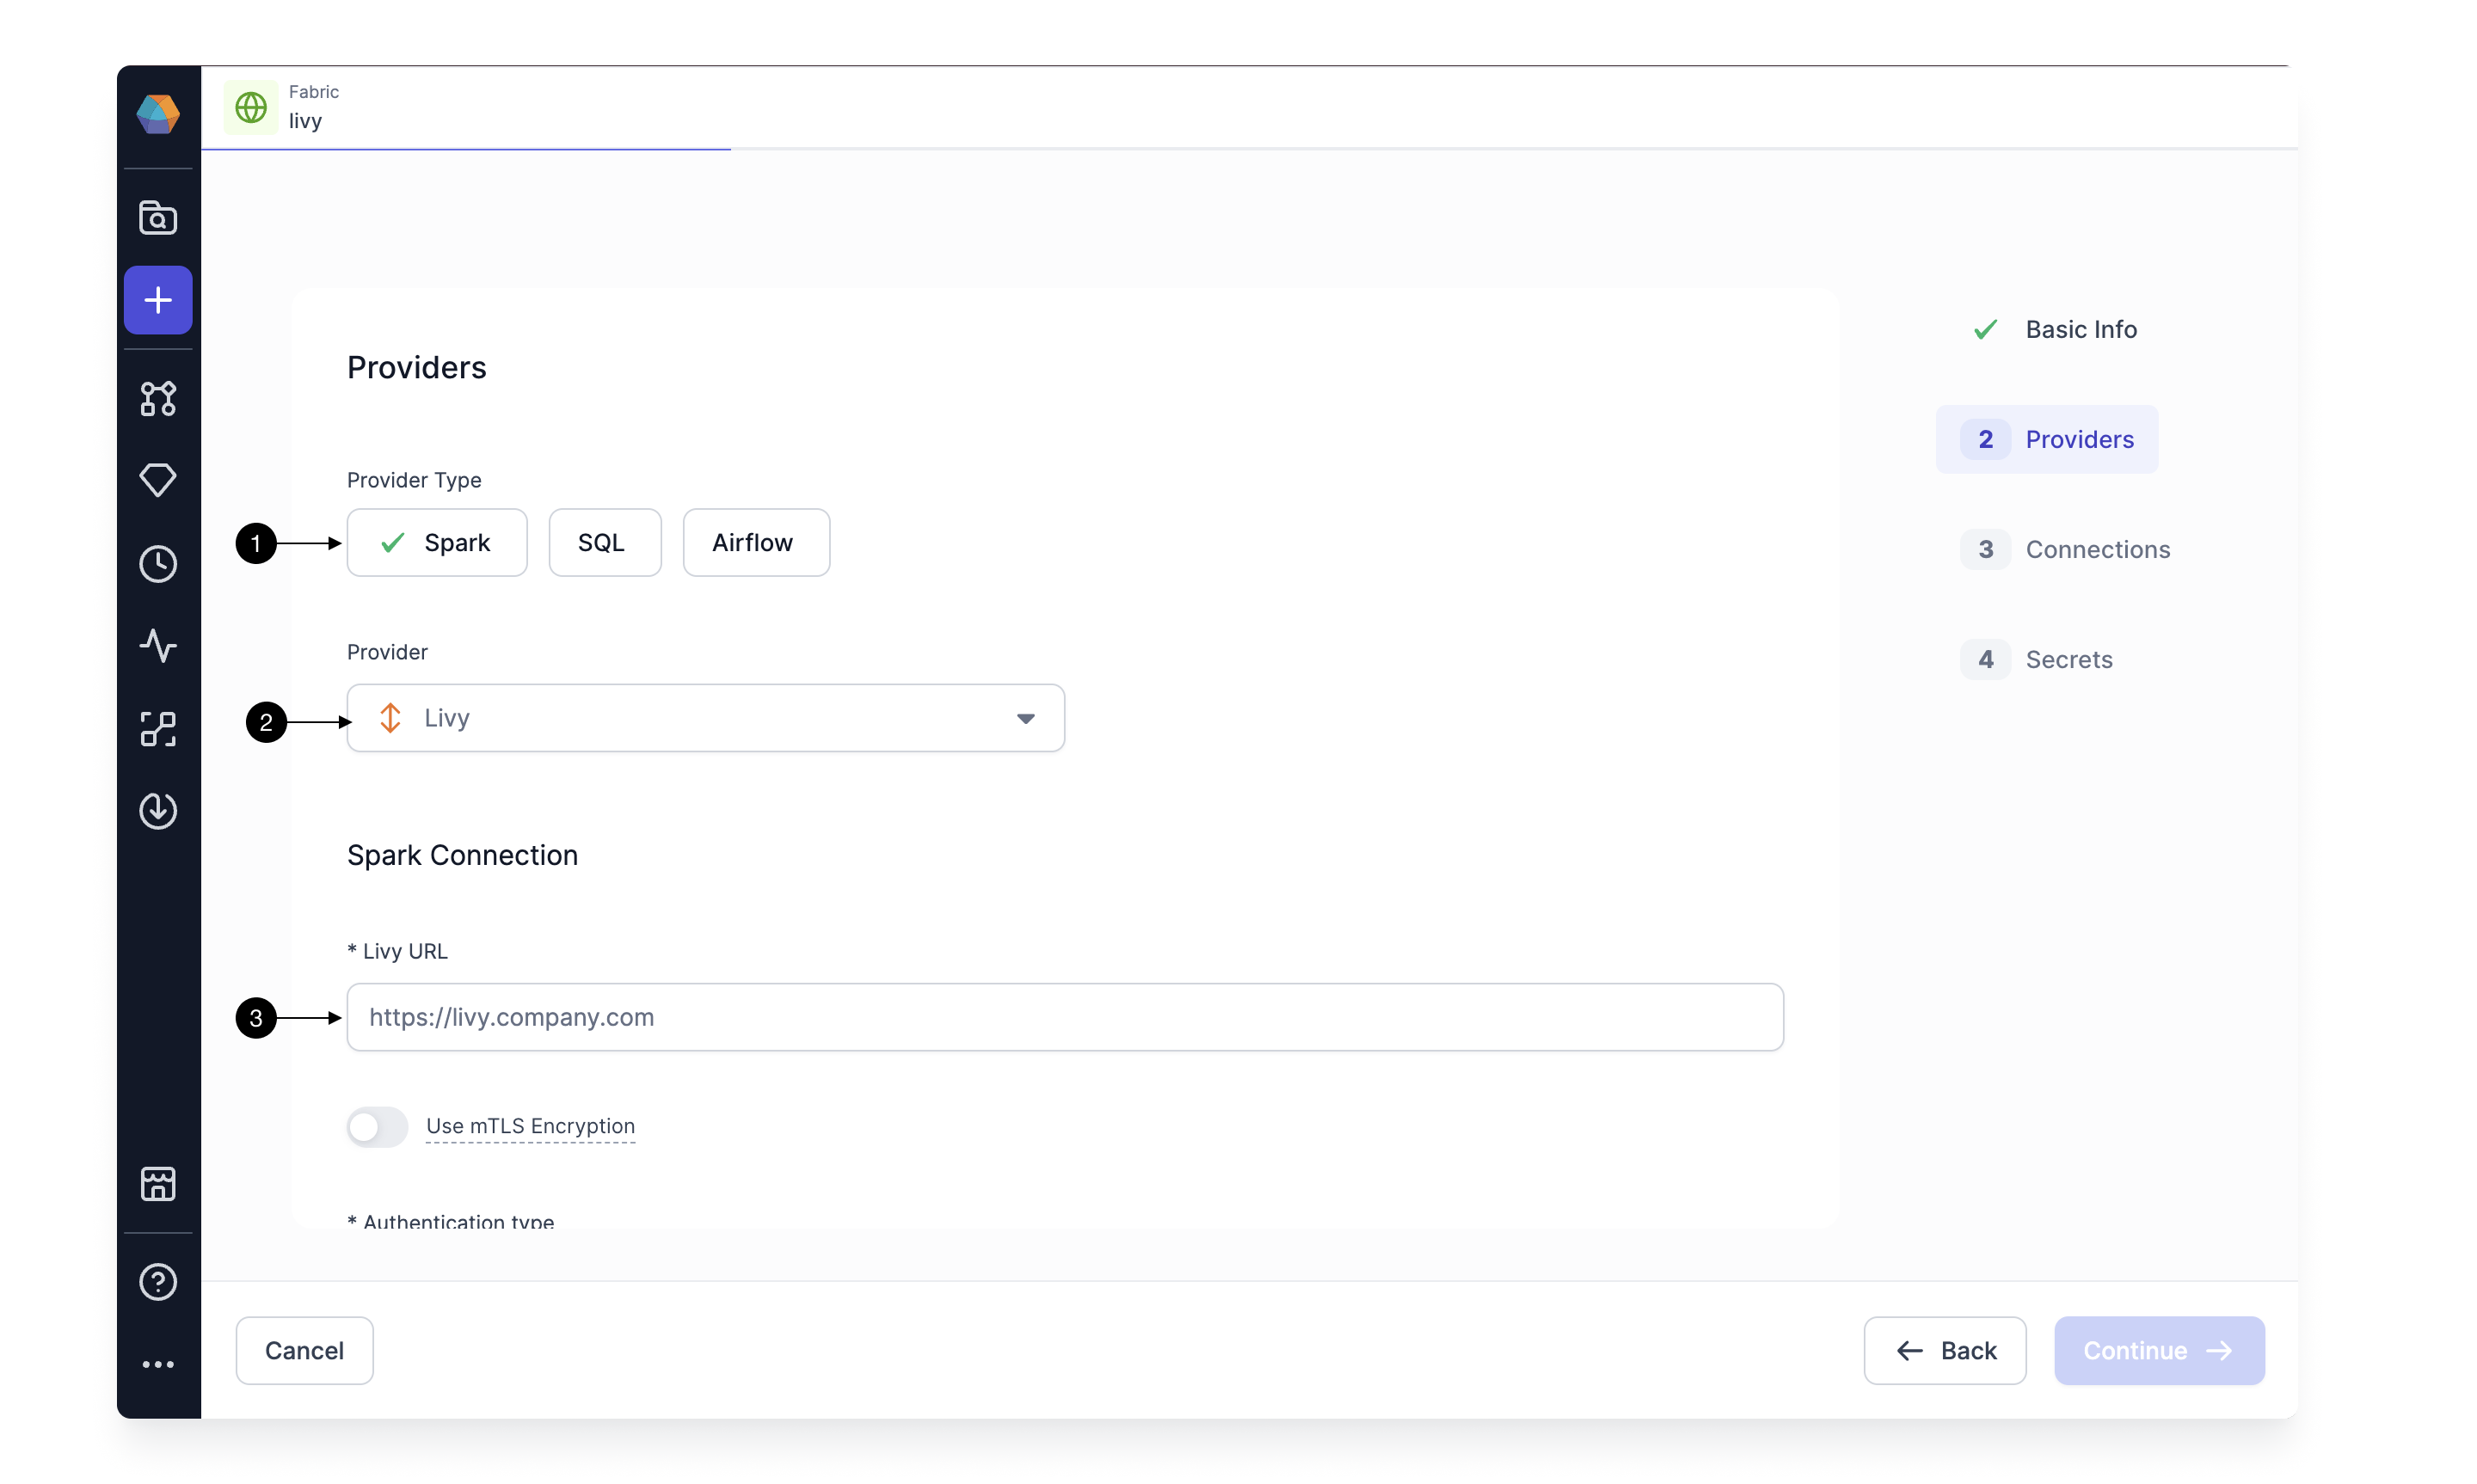 Fabric
livy
Providers
Provider Type
1
Spark
SQL
Airflow
Provider
2
Livy
Spark Connection
* Livy URL
3
https://livy.company.com
Use mTLS Encryption
* Authentication type
Basic Info
2 Providers
3 Connections
4 Secrets
Cancel
Back
Continue